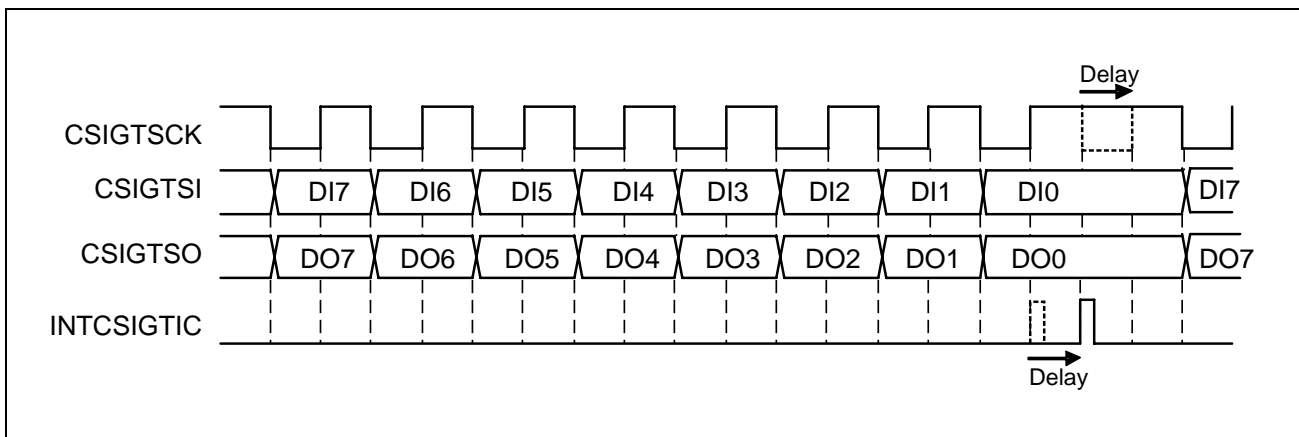 Delay
CSIGTSCK
CSIGTSI DI7 DI6 DI5 DI4 DI3 DI2 DI1 DI0 DI7
CSIGTSO DO7 DO6 DO5 DO4 DO3 DO2 DO1 DO0 DO7
INTCSIGTIC
Delay